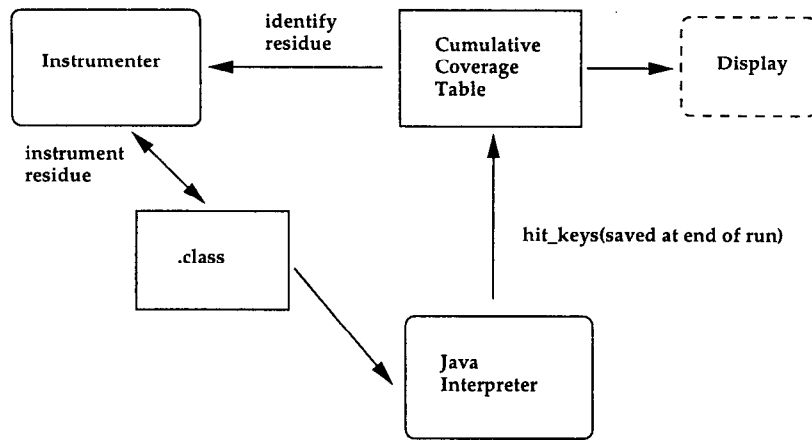 identify
residue
Instrumenter
Cumulative
Coverage
Table
Display
instrument
residue
.class
hit_keys(saved at end of run)
Java
Interpreter